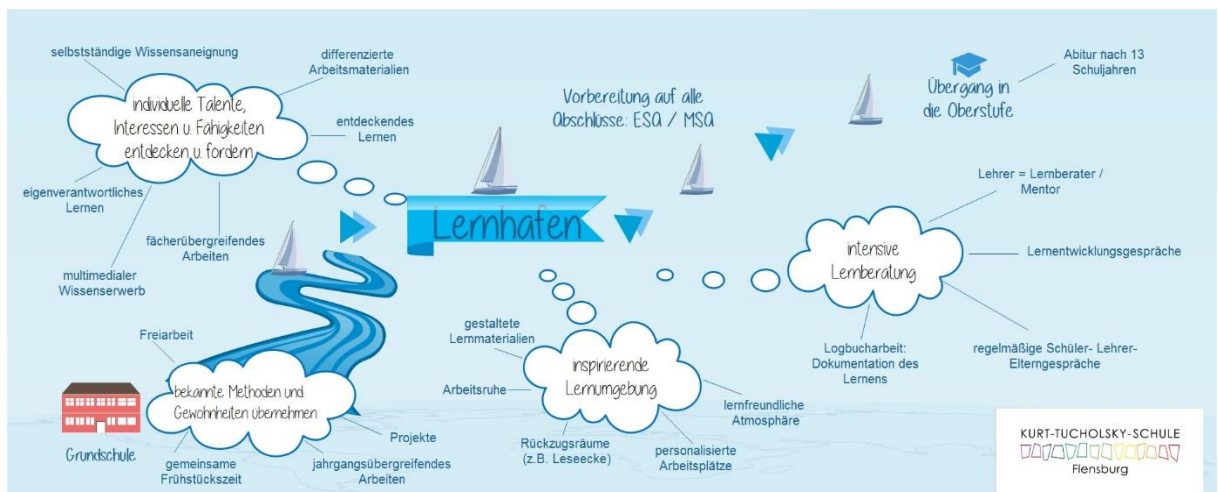 selbstständige Wissensaneignung
differenzierte
Arbeitsmaterialien
individuelle Talente,
Interessen u. Fähigkeiten
entdecken u. fördern
entdeckendes
Lernen
eigenverantwortliches
Lernen
fächerübergreifendes
Arbeiten
multimedialer
Wissenserwerb
Vorbereitung auf alle
Abschlüsse: ESA / MSA
Abitur nach 13
Schuljahren
Übergang in
die Oberstufe
Lernhafen
Lehrer = Lernberater /
Mentor
intensive
Lernberatung
Lernentwicklungsgespräche
Logbucharbeit:
Dokumentation des
Lernens
regelmäßige Schüler- Lehrer-
Elterngespräche
Freiarbeit
bekannte Methoden und
Gewohnheiten übernehmen
Grundschule
Projekte
gemeinsame
Frühstückszeit
jahrgangsübergreifendes
Arbeiten
gestaltete
Lernmaterialien
inspirierende
Lernumgebung
Arbeitsruhe
lernfreundliche
Atmosphäre
Rückzugsräume
(z.B. Leseecke)
personalisierte
Arbeitsplätze
KURT-TUCHOLSKY-SCHULE
Flensburg